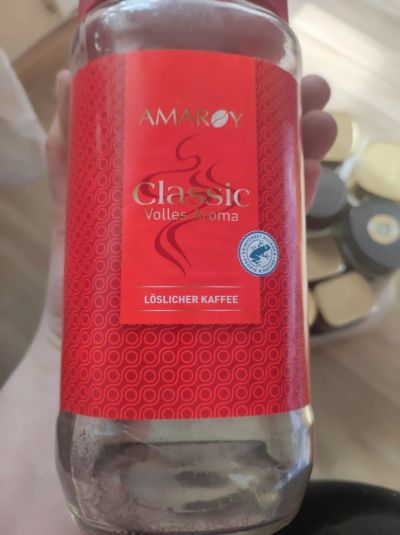 AMAROY
Classic
Volles Aroma
LÖSLICHER KAFFEE